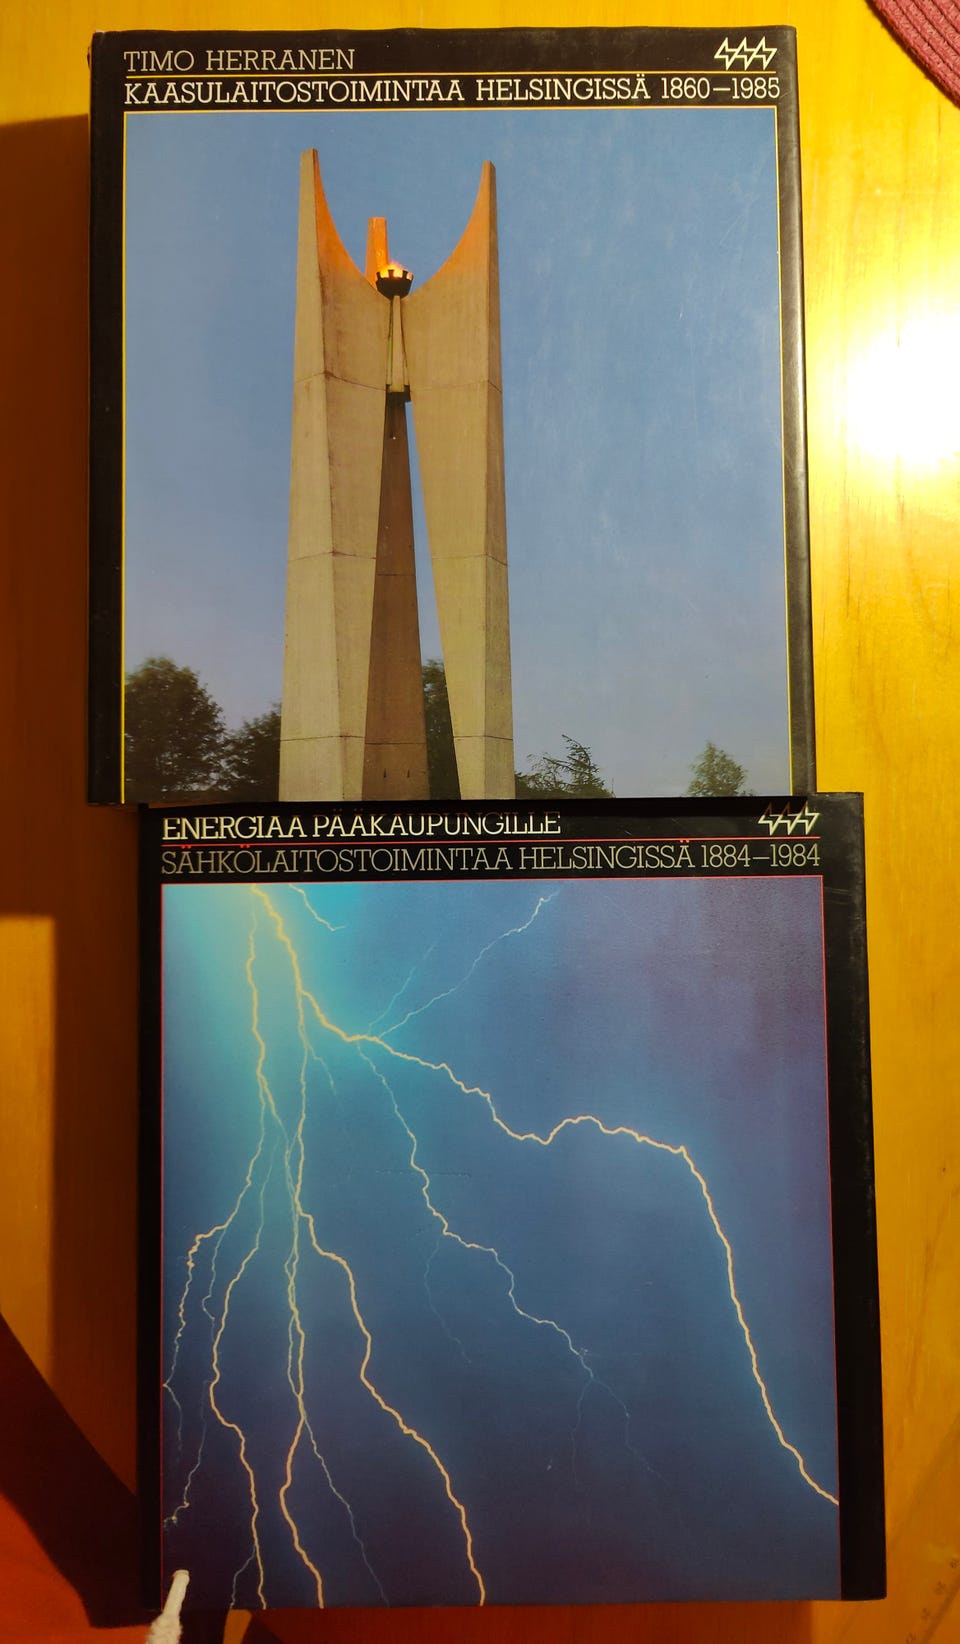 TIMO HERRANEN
KAASULAITOSTOIMINTAA HELSINGISSÄ 1860–1985
ENERGIAA PÄÄKAUPUNGILLE
SÄHKÖLAITOSTOIMINTAA HELSINGISSÄ 1884–1984